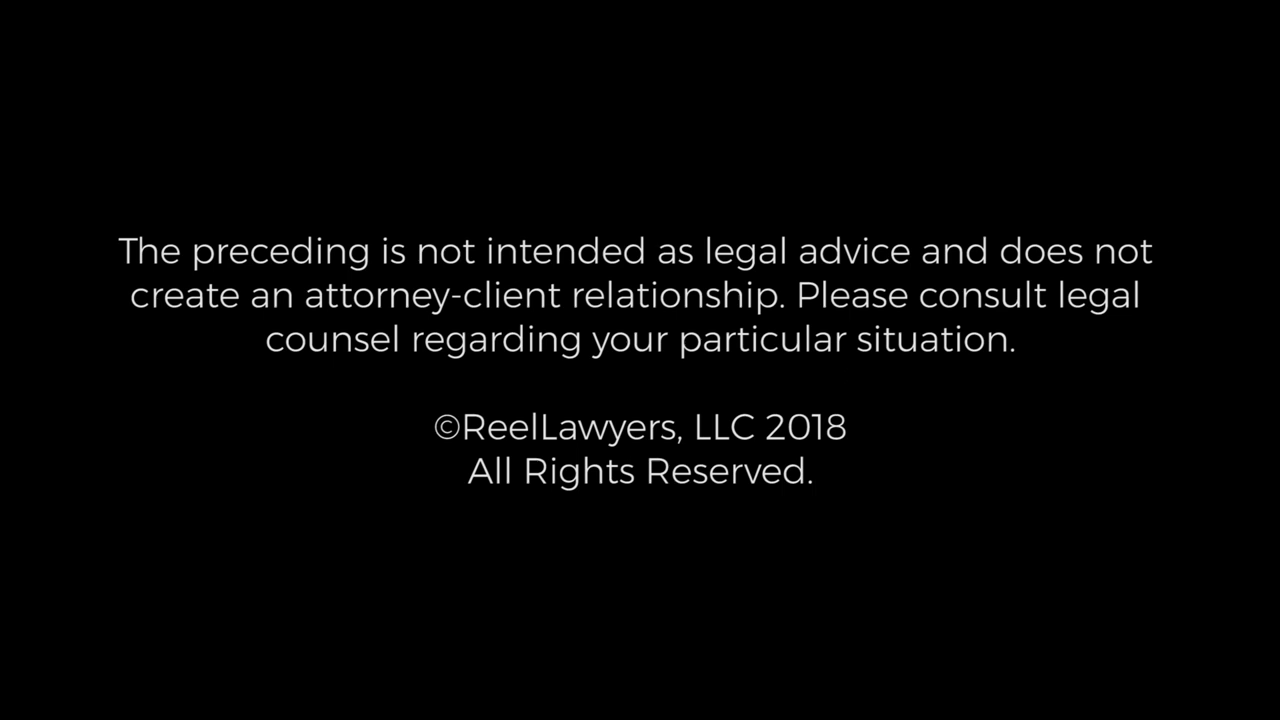 The preceding is not intended as legal advice and does not
create an attorney-client relationship. Please consult legal
counsel regarding your particular situation.
©ReelLawyers, LLC 2018
All Rights Reserved.